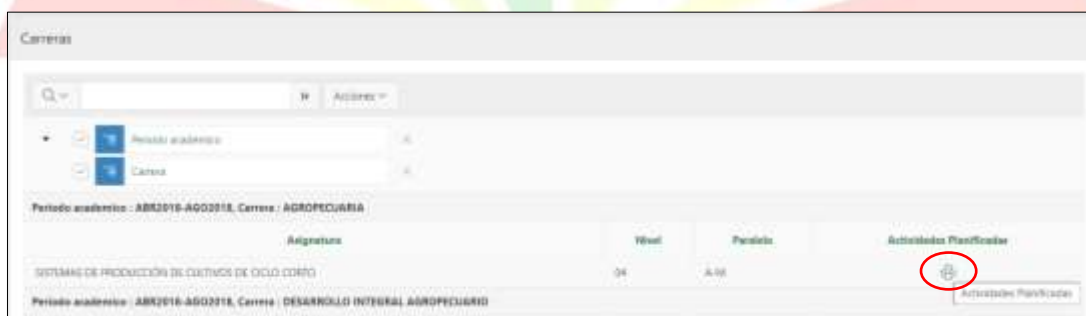 Carreras
Acciones
Periodo academico
Carrera
Periodo academico : ABR2018-AGO2018, Carrera : AGROPECUARIA
Asignatura Nivel Paralelo Actividades Planificadas
SISTEMAS DE PRODUCCIÓN DE CULTIVOS DE CICLO CORTO 04
Actividades Planificadas
Periodo academico : ABR2018-AGO2018, Carrera : DESARROLLO INTEGRAL AGROPECUARIO